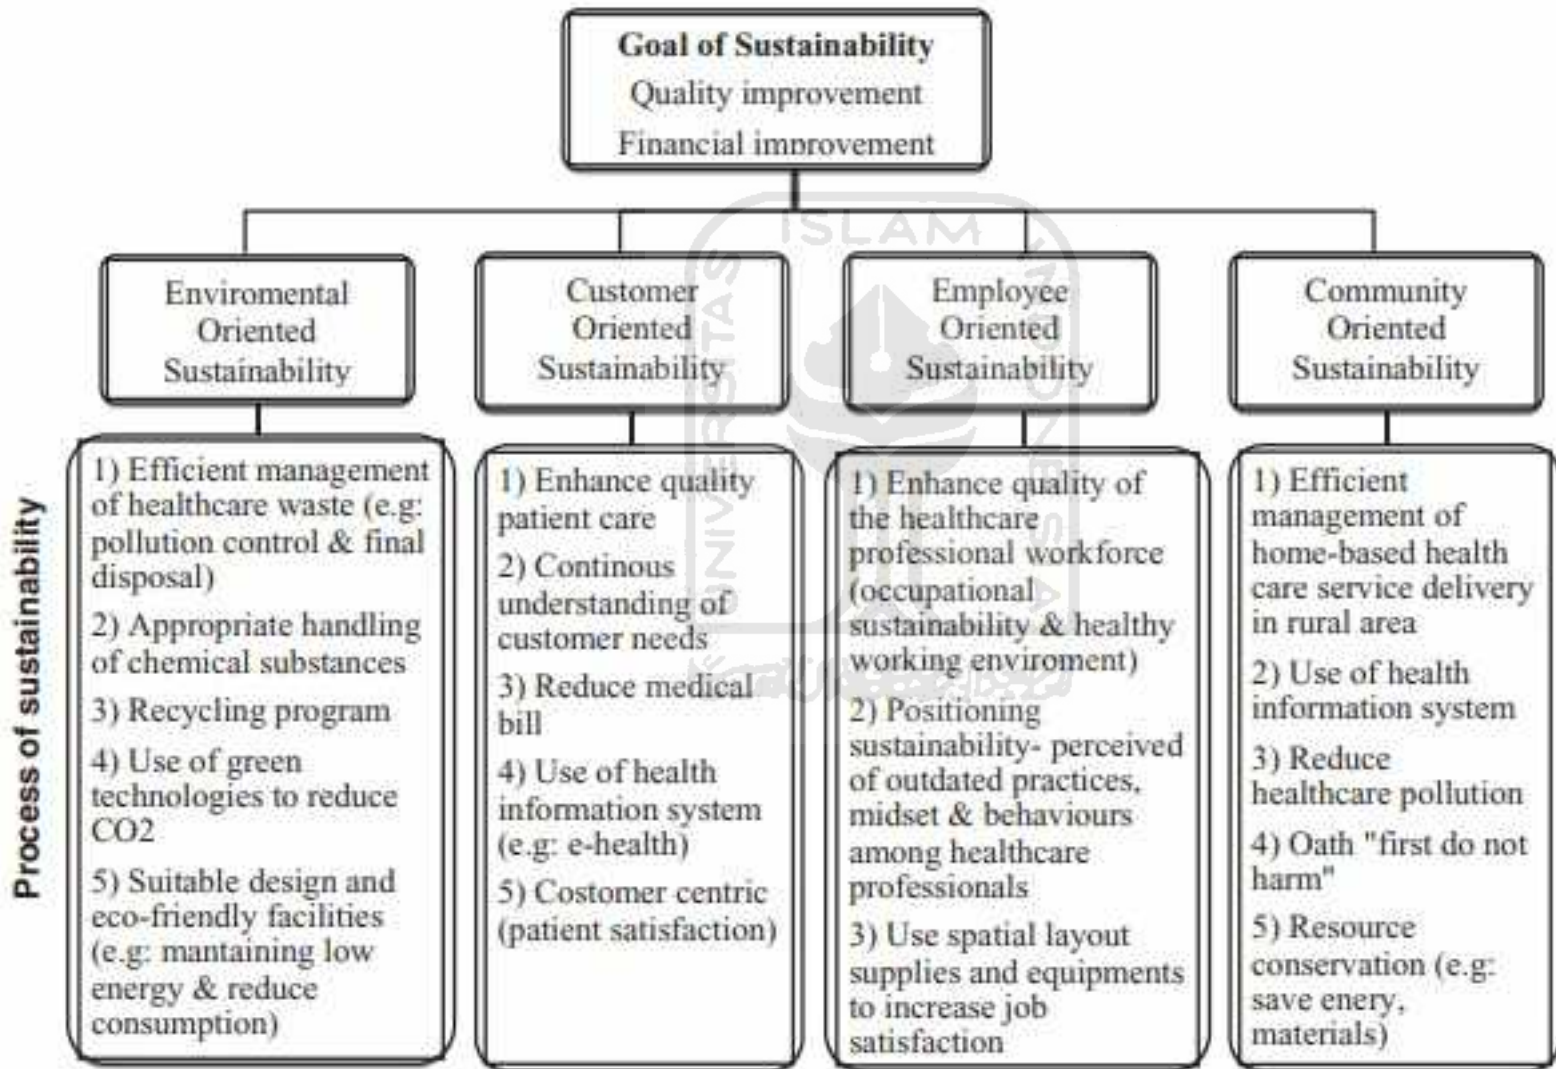 Goal of Sustainability
Quality improvement
Financial improvement
Enviromental
Oriented
Sustainability
Customer
Oriented
Sustainability
Employee
Oriented
Sustainability
Community
Oriented
Sustainability
Process of sustainability
1) Efficient management
of healthcare waste (e.g:
pollution control & final
disposal)
2) Appropriate handling
of chemical substances
3) Recycling program
4) Use of green
technologies to reduce
CO2
5) Suitable design and
eco-friendly facilities
(e.g: mantaining low
energy & reduce
consumption)
1) Enhance quality
patient care
2) Continous
understanding of
customer needs
3) Reduce medical
bill
4) Use of health
information system
(e.g: e-health)
5) Costomer centric
(patient satisfaction)
1) Enhance quality of
the healthcare
professional workforce
(occupational
sustainability & healthy
working enviroment)
2) Positioning
sustainability- perceived
of outdated practices,
midset & behaviours
among healthcare
professionals
3) Use spatial layout
supplies and equipments
to increase job
satisfaction
1) Efficient
management of
home-based health
care service delivery
in rural area
2) Use of health
information system
3) Reduce
healthcare pollution
4) Oath "first do not
harm"
5) Resource
conservation (e.g:
save enery,
materials)
UNIVERSITAS
ISLAM
INDONESIA